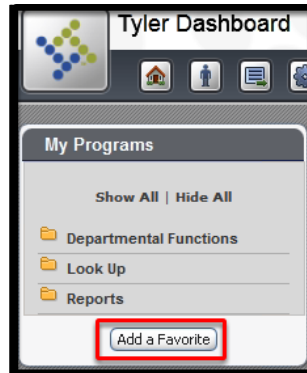 Tyler Dashboard
My Programs
Show All | Hide All
Departmental Functions
Look Up
Reports
Add a Favorite